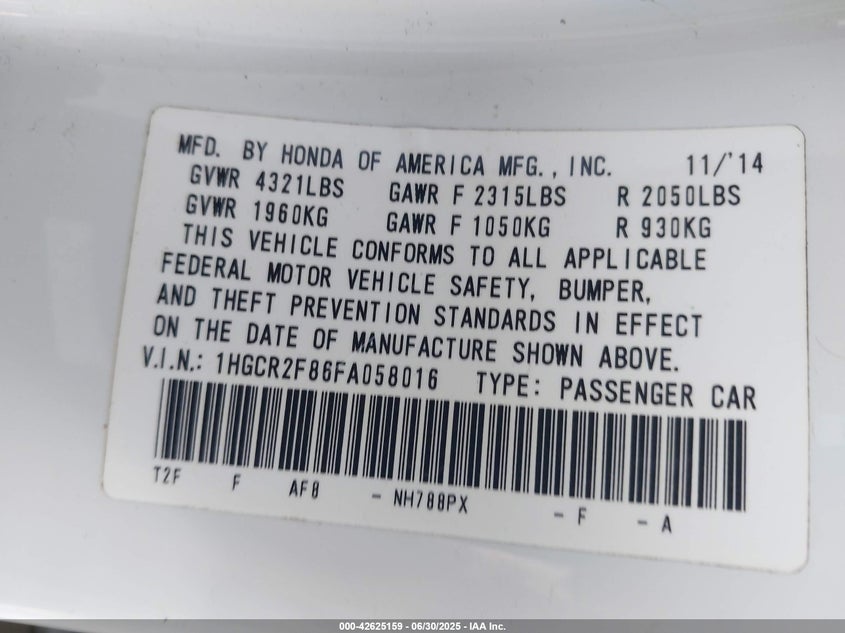 MFD. BY HONDA OF AMERICA MFG., INC. 11/'14
GVWR 4321LBS GAWR F 2315LBS R 2050LBS
GVWR 1960KG GAWR F 1050KG R 930KG
THIS VEHICLE CONFORMS TO ALL APPLICABLE
FEDERAL MOTOR VEHICLE SAFETY, BUMPER,
AND THEFT PREVENTION STANDARDS IN EFFECT
ON THE DATE OF MANUFACTURE SHOWN ABOVE.
V.I.N.: 1HGCR2F86FA058016 TYPE: PASSENGER CAR
T2F F AF8 - NH788PX - F - A
000-42625159 - 06/30/2025 - IAA Inc.